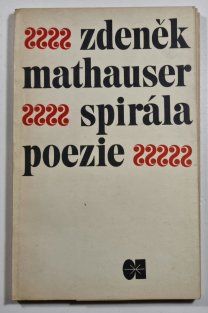 zdeněk
mathauser
spirála
poezie